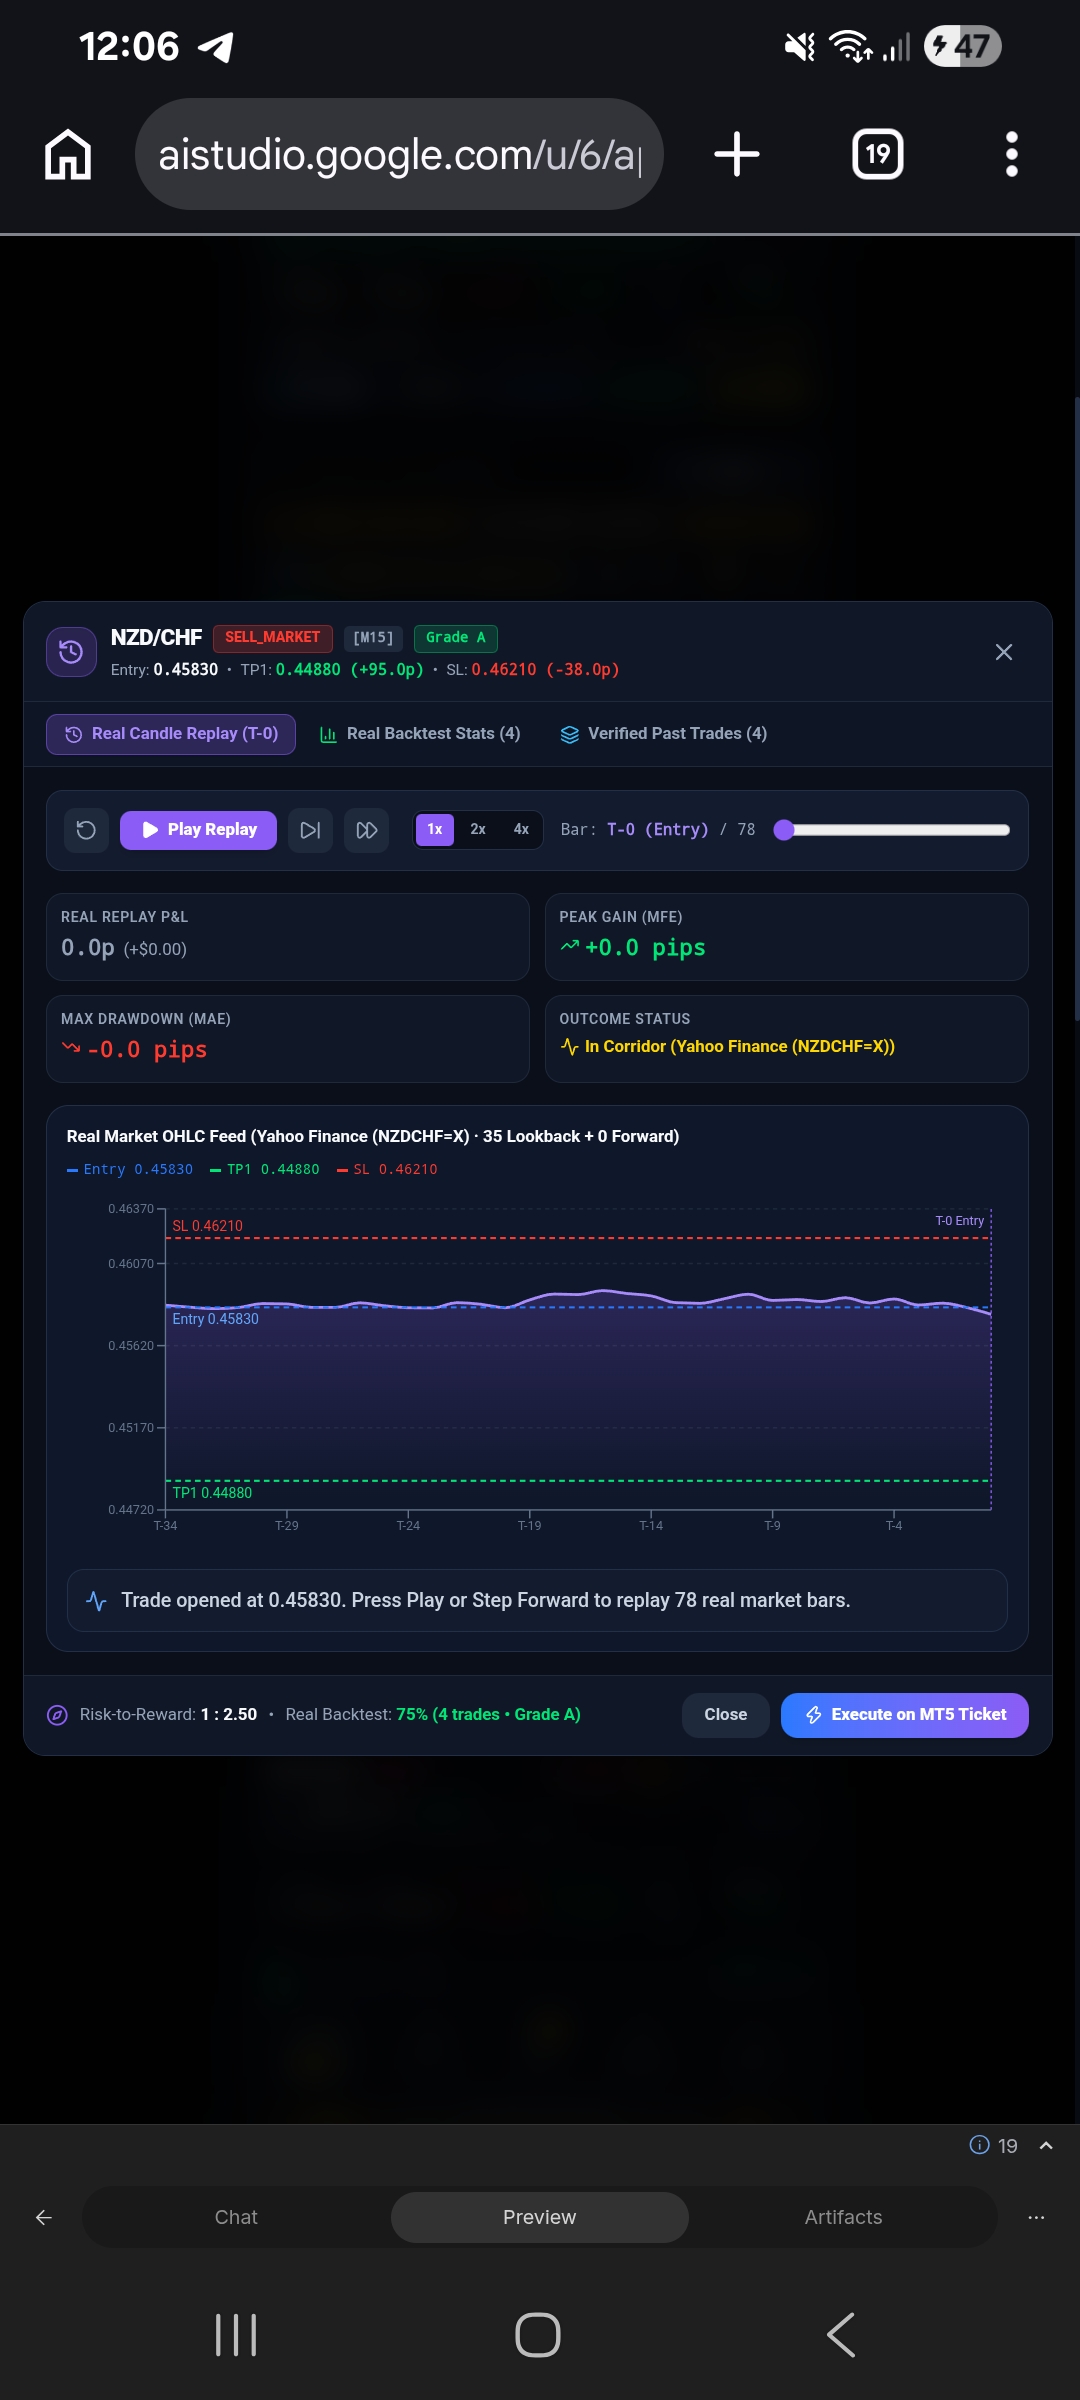 12:06
47
aistudio.google.com/u/6/a
19
NZD/CHF SELL_MARKET [M15] Grade A
Entry: 0.45830 • TP1: 0.44880 (+95.0p) • SL: 0.46210 (-38.0p)
Real Candle Replay (T-0) Real Backtest Stats (4) Verified Past Trades (4)
Play Replay 1x 2x 4x Bar: T-0 (Entry) / 78
REAL REPLAY P&L
0.0p (+$0.00)
PEAK GAIN (MFE)
+0.0 pips
MAX DRAWDOWN (MAE)
-0.0 pips
OUTCOME STATUS
In Corridor (Yahoo Finance (NZDCHF=X))
Real Market OHLC Feed (Yahoo Finance (NZDCHF=X) · 35 Lookback + 0 Forward)
Entry 0.45830 TP1 0.44880 SL 0.46210
0.46370
T-0 Entry
SL 0.46210
0.46070
Entry 0.45830
0.45620
0.45170
TP1 0.44880
0.44720
T-34 T-29 T-24 T-19 T-14 T-9 T-4
Trade opened at 0.45830. Press Play or Step Forward to replay 78 real market bars.
Risk-to-Reward: 1 : 2.50 • Real Backtest: 75% (4 trades • Grade A) Close Execute on MT5 Ticket
19
Chat Preview Artifacts